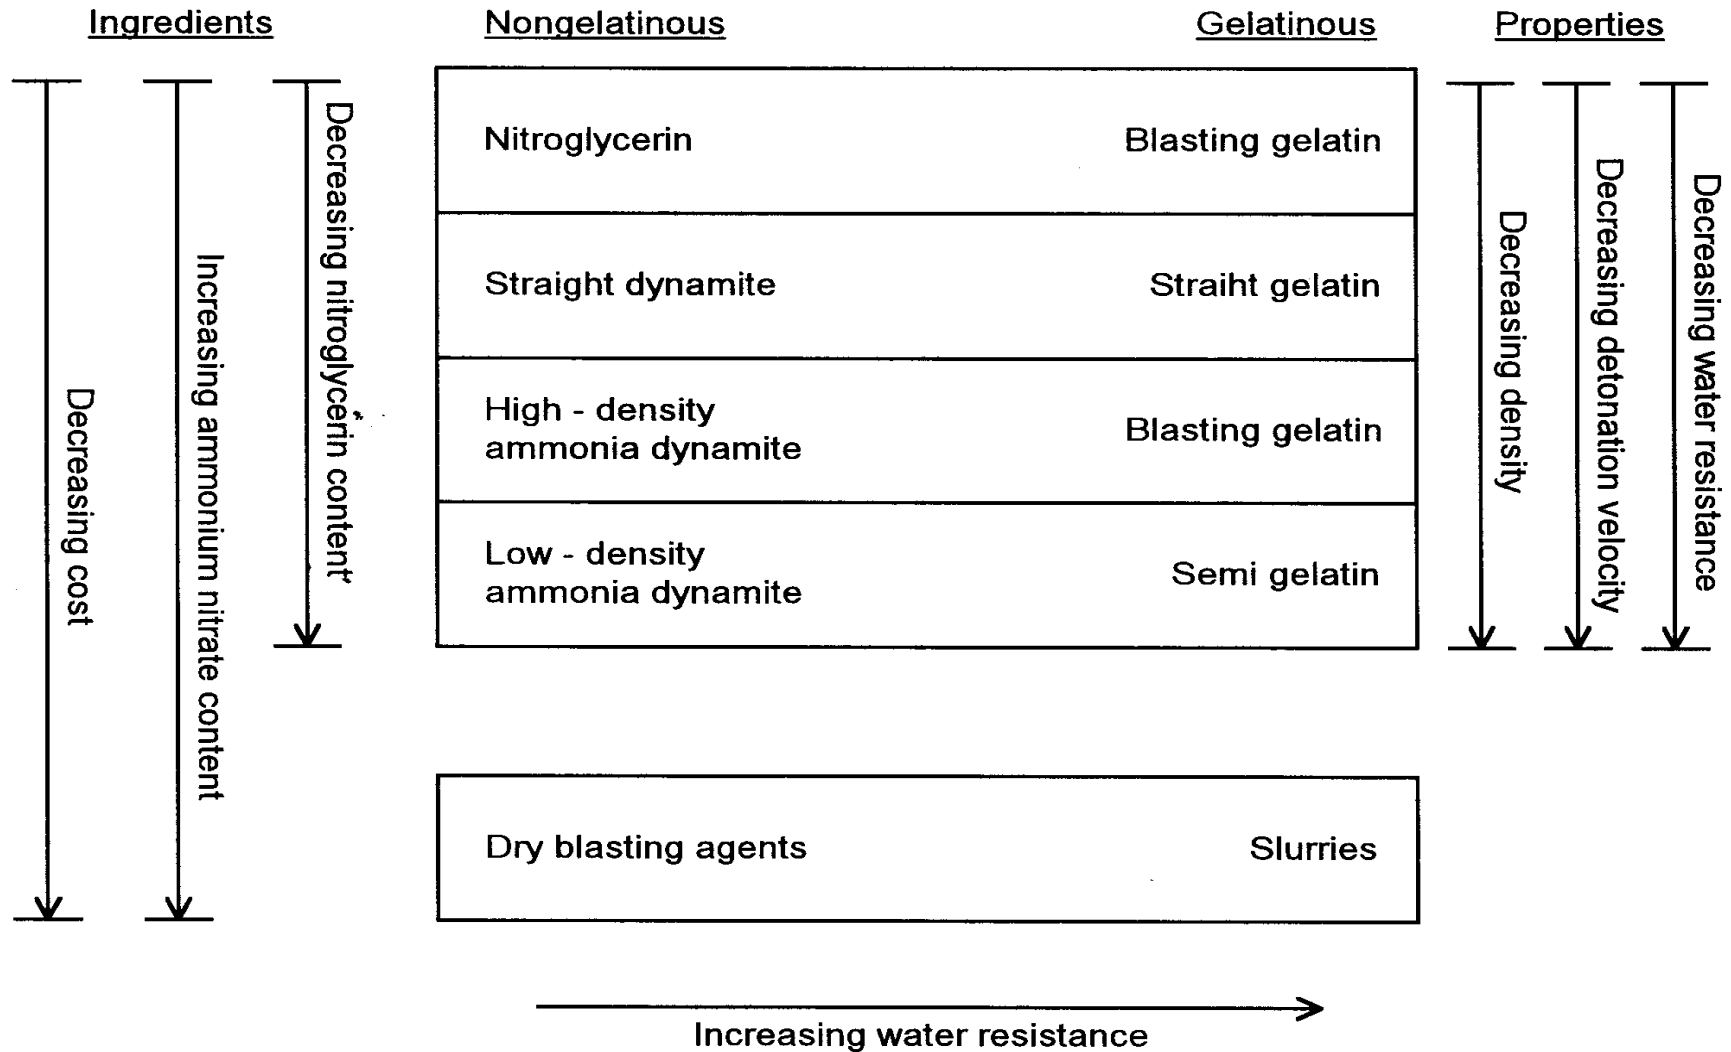 Ingredients
Nongelatinous
Gelatinous
Properties
Decreasing cost
Increasing ammonium nitrate content
Decreasing nitroglycerin content*
Nitroglycerin
Blasting gelatin
Straight dynamite
Straiht gelatin
High - density
ammonia dynamite
Blasting gelatin
Low - density
ammonia dynamite
Semi gelatin
Decreasing density
Decreasing detonation velocity
Decreasing water resistance
Dry blasting agents
Slurries
Increasing water resistance